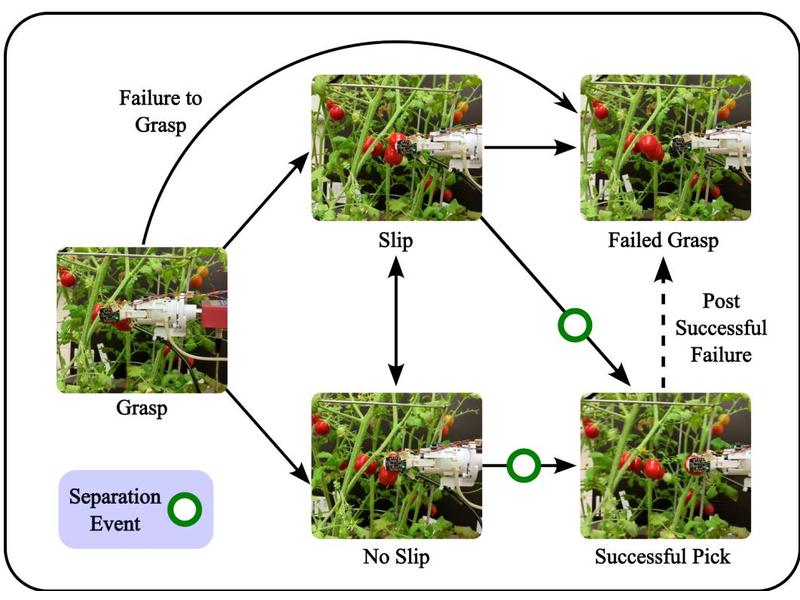 Failure to
Grasp
Slip
Failed Grasp
Grasp
Post
Successful
Failure
Separation
Event
No Slip
Successful Pick